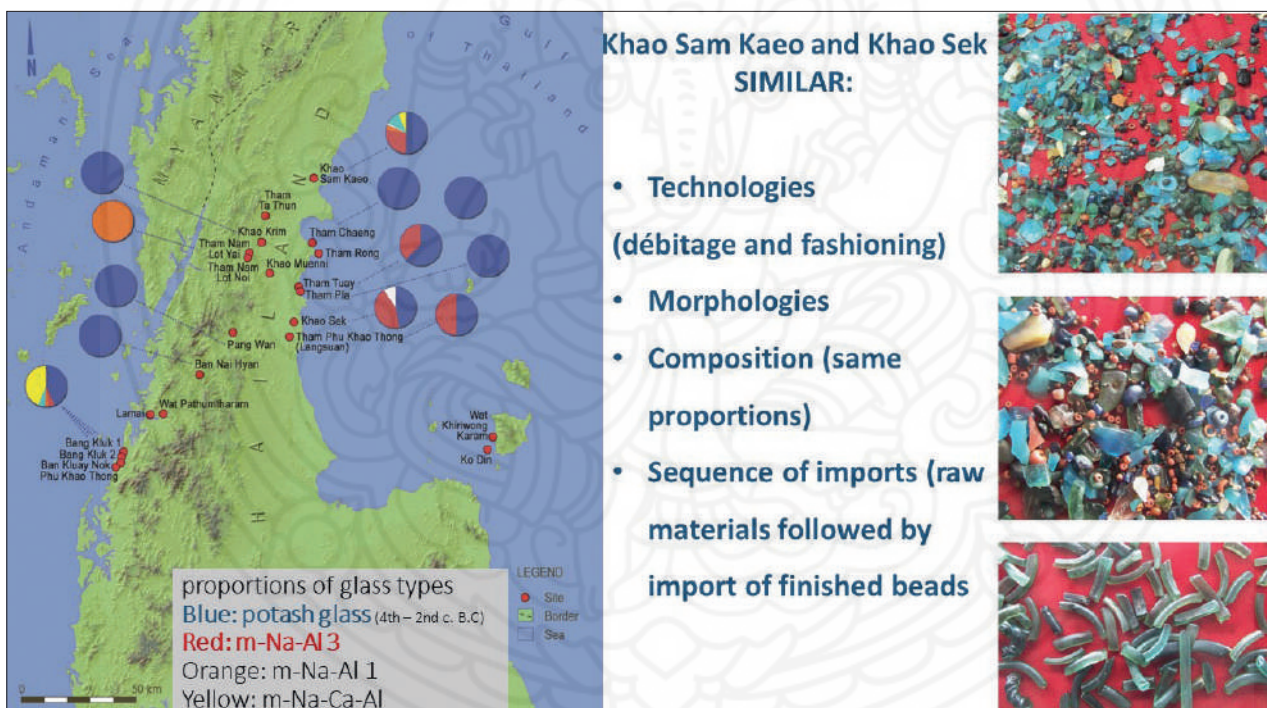 N
Andaman Sea
Gulf
of Thailand
MYANMAR
THAILAND
Khao
Sam Kaeo
Tham
Ta Thun
Khao Krim
Tham Nam
Lot Yai
Tham Nam
Lot Noi
Khao Muenni
Tham Chaeng
Tham Rong
Tham Tuay
Tham Pla
Khao Sek
Tham Phu Khao Thong
(Langsuan)
Pang Wan
Ban Nai Hyan
Wat Pathumtharam
Bang Kluk 1
Bang Kluk 2
Ban Kluay Nok
Phu Khao Thong
Wat
Khiriwong
Karam
Ko Din
proportions of glass types
Blue: potash glass (4th – 2nd c. B.C)
Red: m-Na-Al 3
Orange: m-Na-Al 1
Yellow: m-Na-Ca-Al
0 50 km
LEGEND
Site
Border
Sea
Khao Sam Kaeo and Khao Sek
SIMILAR:
• Technologies
(débitage and fashioning)
• Morphologies
• Composition (same
proportions)
• Sequence of imports (raw
materials followed by
import of finished beads